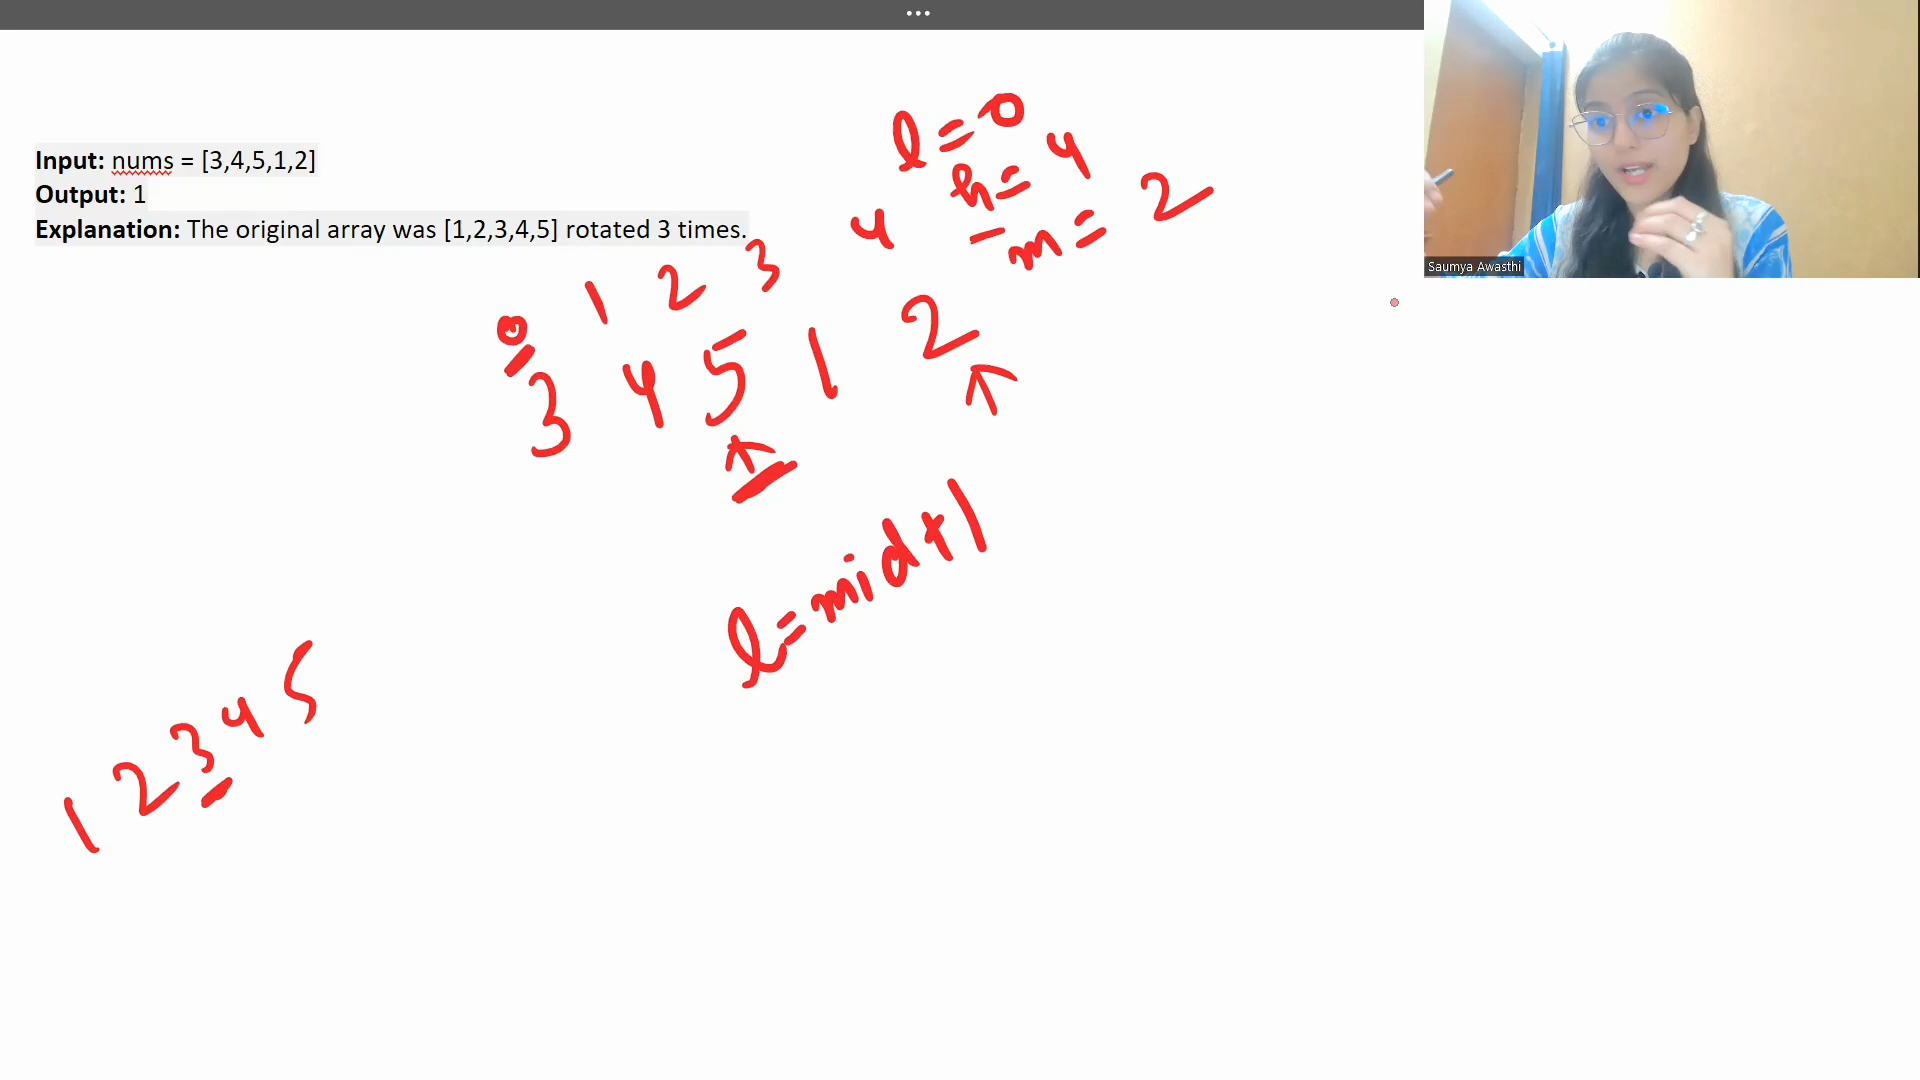 Input: nums = [3,4,5,1,2]
Output: 1
Explanation: The original array was [1,2,3,4,5] rotated 3 times.
l=0
h=4
m=2
0 1 2 3 4
3 4 5 1 2
l=mid+1
1 2 3 4 5
Saumya Awasthi